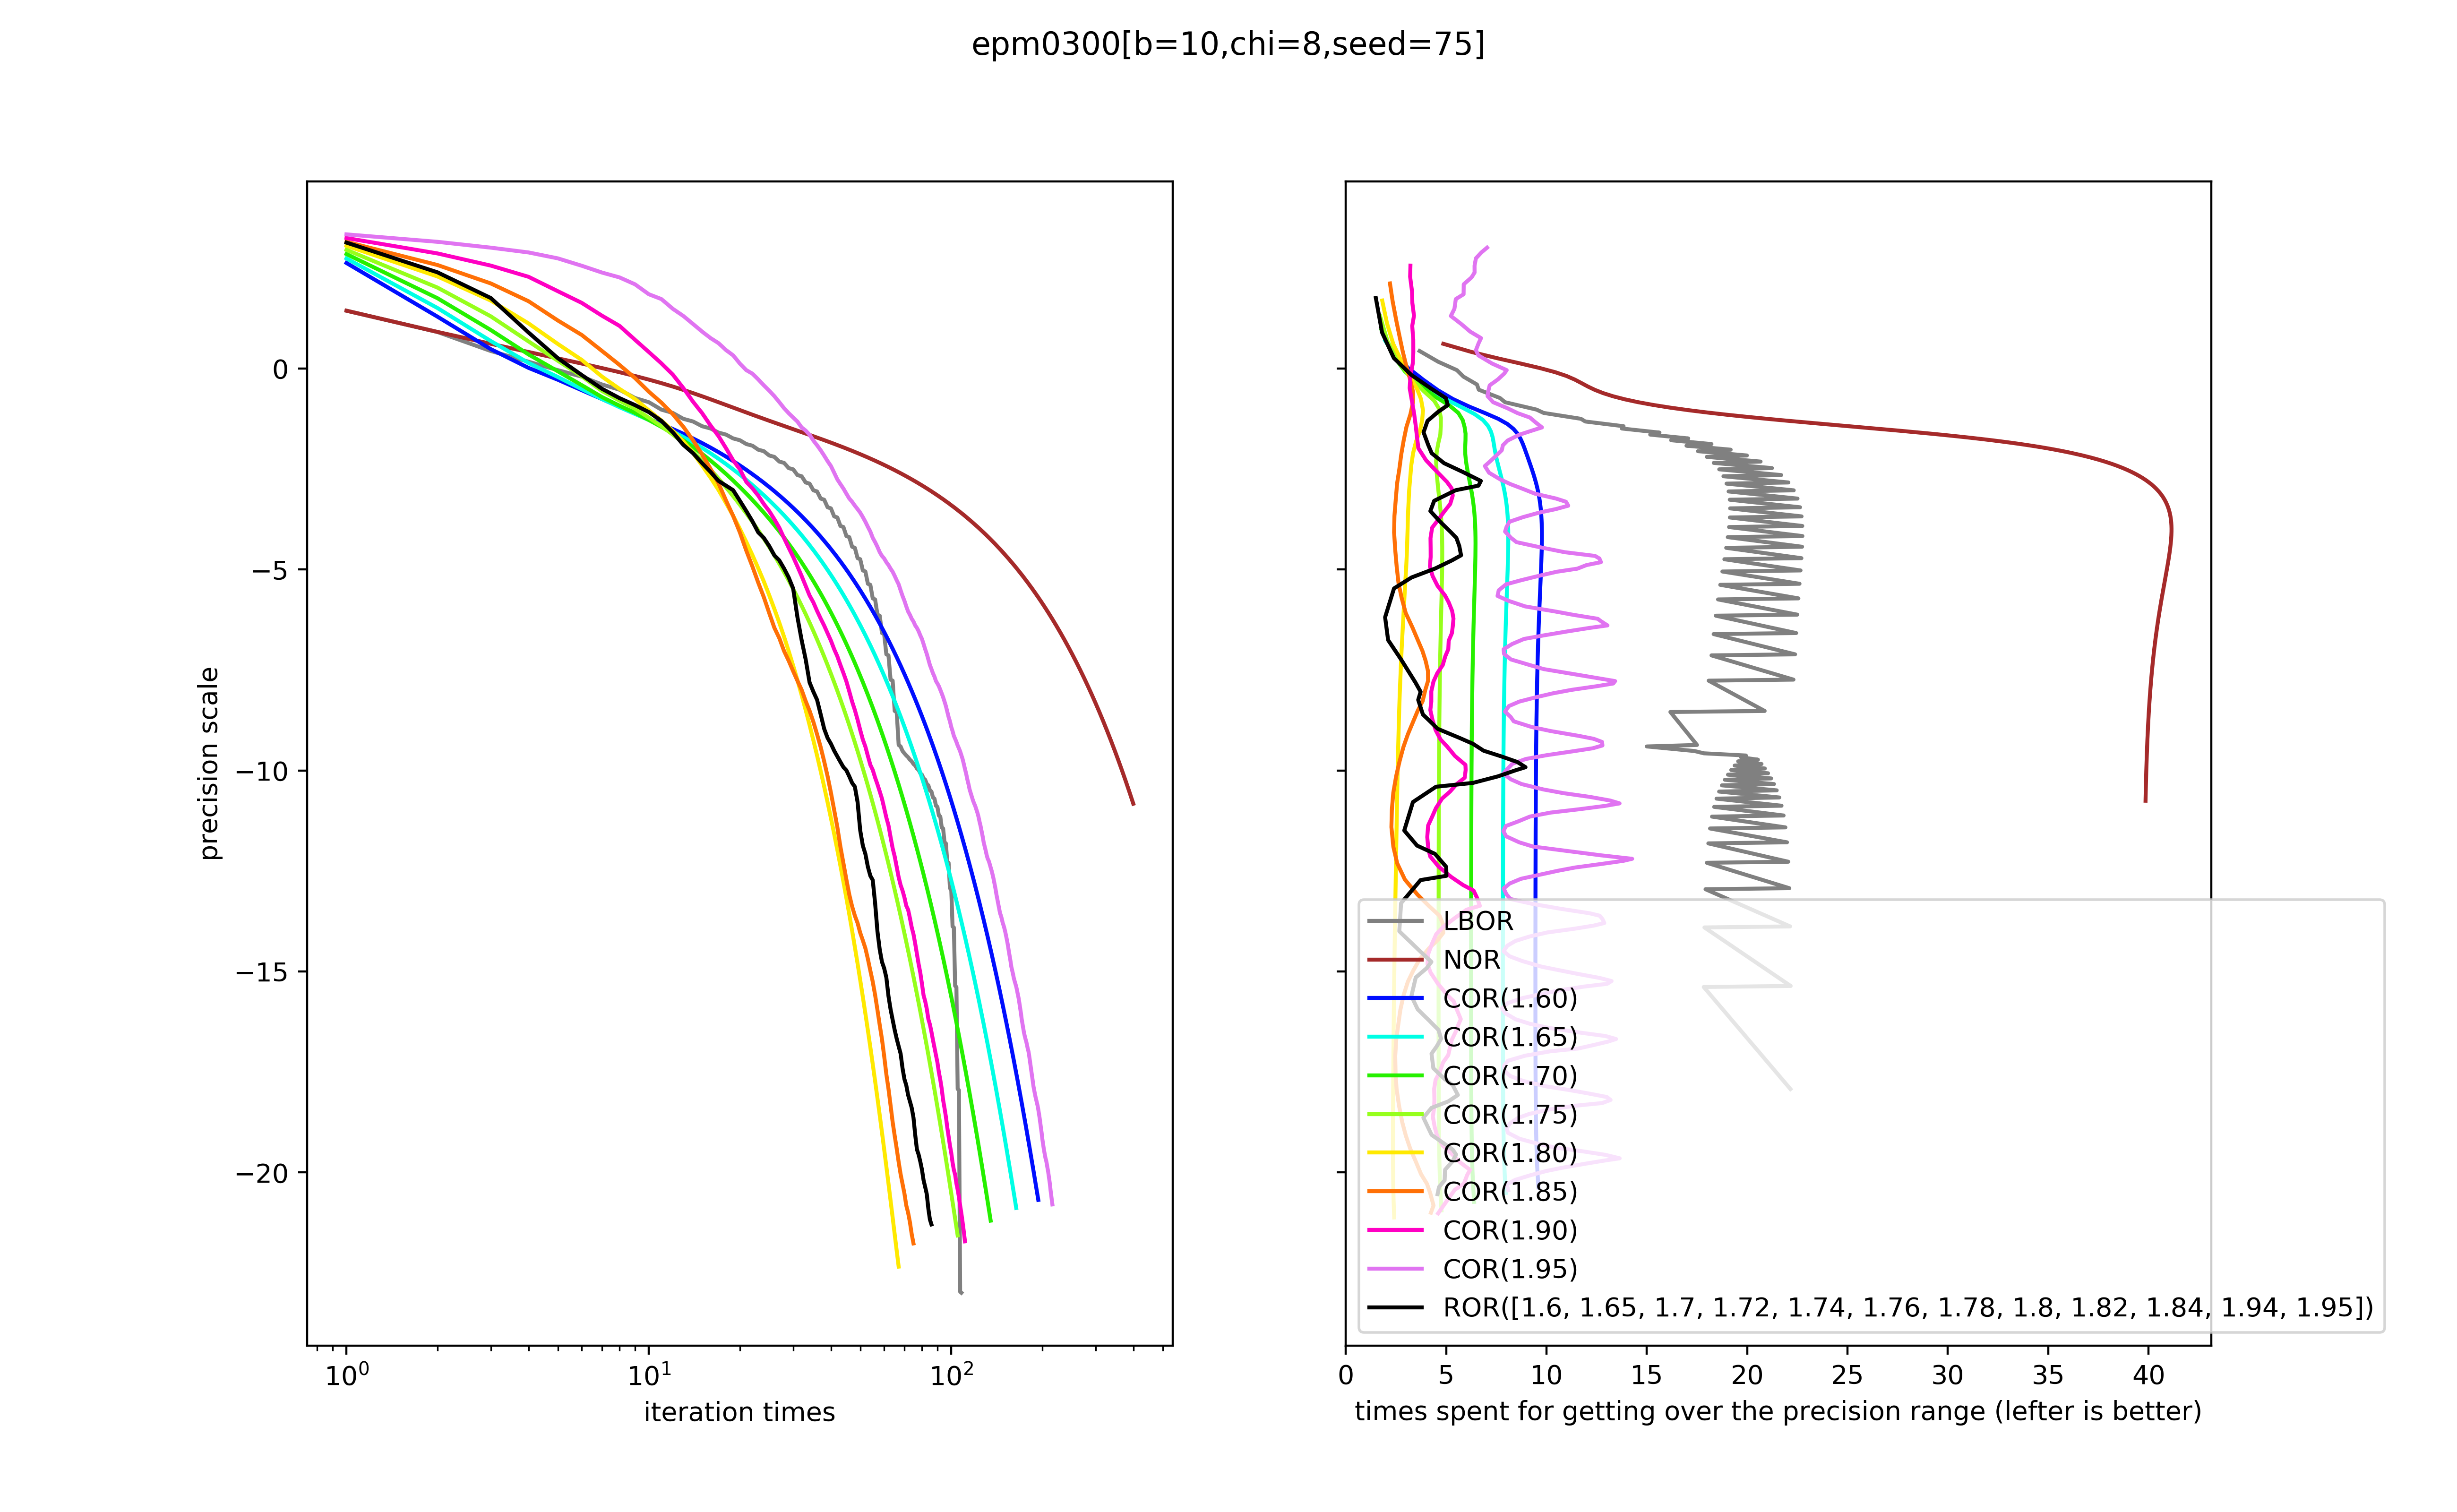 epm0300[b=10,chi=8,seed=75]
precision scale
0
−5
−10
−15
−20
10^0
10^1
10^2
iteration times
0
5
10
15
20
25
30
35
40
times spent for getting over the precision range (lefter is better)
LBOR
NOR
COR(1.60)
COR(1.65)
COR(1.70)
COR(1.75)
COR(1.80)
COR(1.85)
COR(1.90)
COR(1.95)
ROR([1.6, 1.65, 1.7, 1.72, 1.74, 1.76, 1.78, 1.8, 1.82, 1.84, 1.94, 1.95])